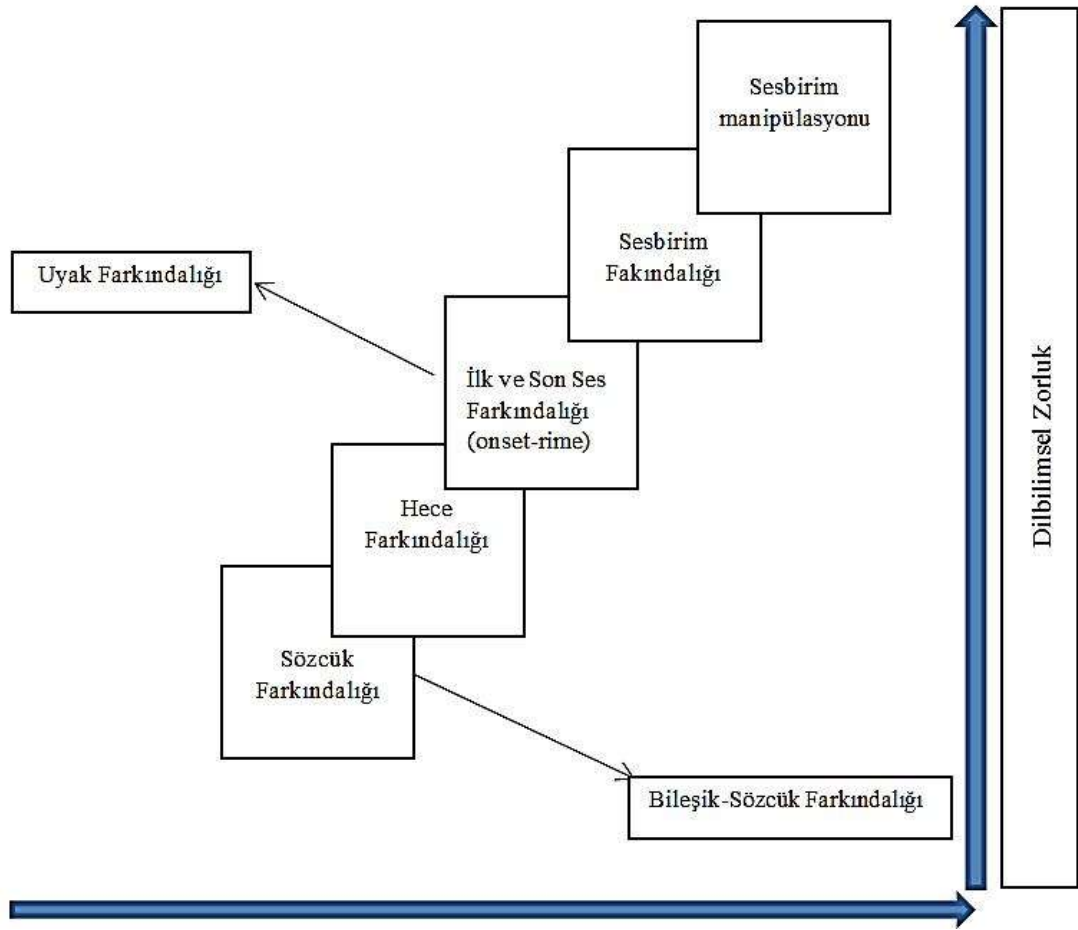 Sesbirim
manipülasyonu
Sesbirim
Fakındalığı
Uyak Farkındalığı
İlk ve Son Ses
Farkındalığı
(onset-rime)
Hece
Farkındalığı
Sözcük
Farkındalığı
Bileşik-Sözcük Farkındalığı
Dilbilimsel Zorluk